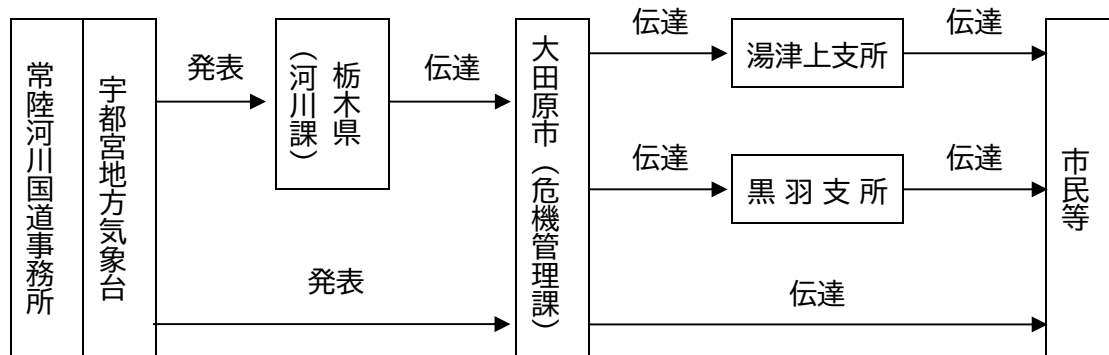 常陸河川国道事務所
宇都宮地方気象台
発表
栃木県
（河川課）
伝達
発表
大田原市（危機管理課）
伝達
湯津上支所
伝達
伝達
黒羽支所
伝達
伝達
市民等